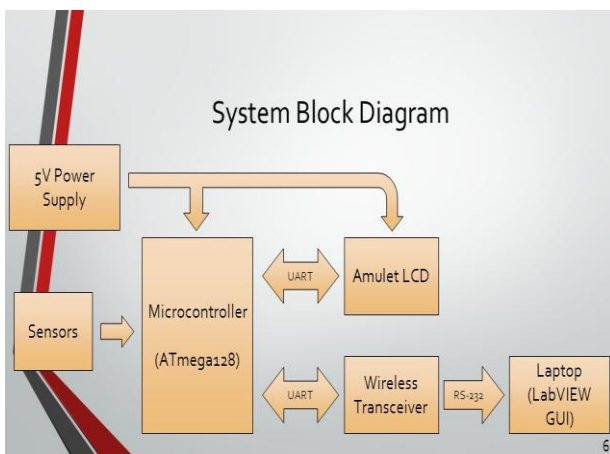 System Block Diagram
5V Power
Supply
UART
Amulet LCD
Microcontroller
(ATmega128)
Sensors
UART
Wireless
Transceiver
RS-232
Laptop
(LabVIEW
GUI)
6